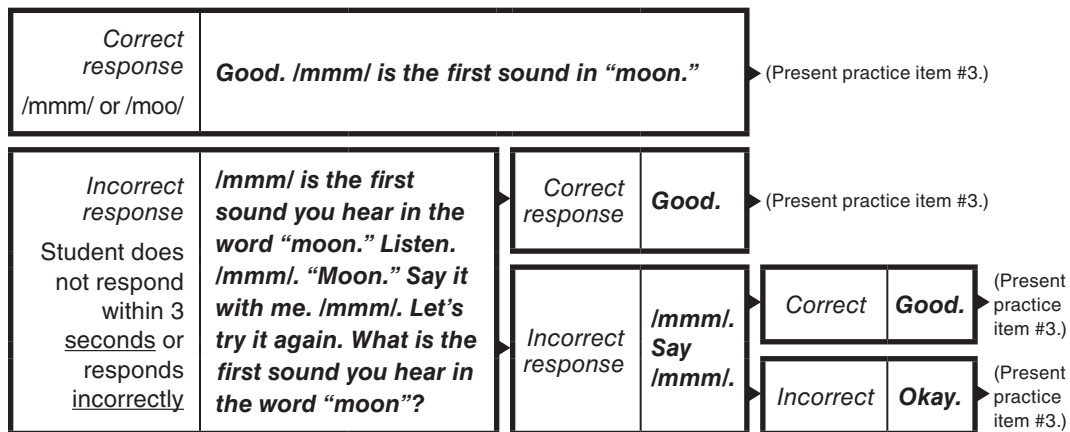 Correct
response
/mmm/ or /moo/
Good. /mmm/ is the first sound in “moon.”
(Present practice item #3.)
Incorrect
response
Student does
not respond
within 3
seconds or
responds
incorrectly
/mmm/ is the first
sound you hear in the
word “moon.” Listen.
/mmm/. “Moon.” Say it
with me. /mmm/. Let’s
try it again. What is the
first sound you hear in
the word “moon”?
Correct
response
Good.
(Present practice item #3.)
Incorrect
response
/mmm/.
Say
/mmm/.
Correct
Good.
(Present
practice
item #3.)
Incorrect
Okay.
(Present
practice
item #3.)